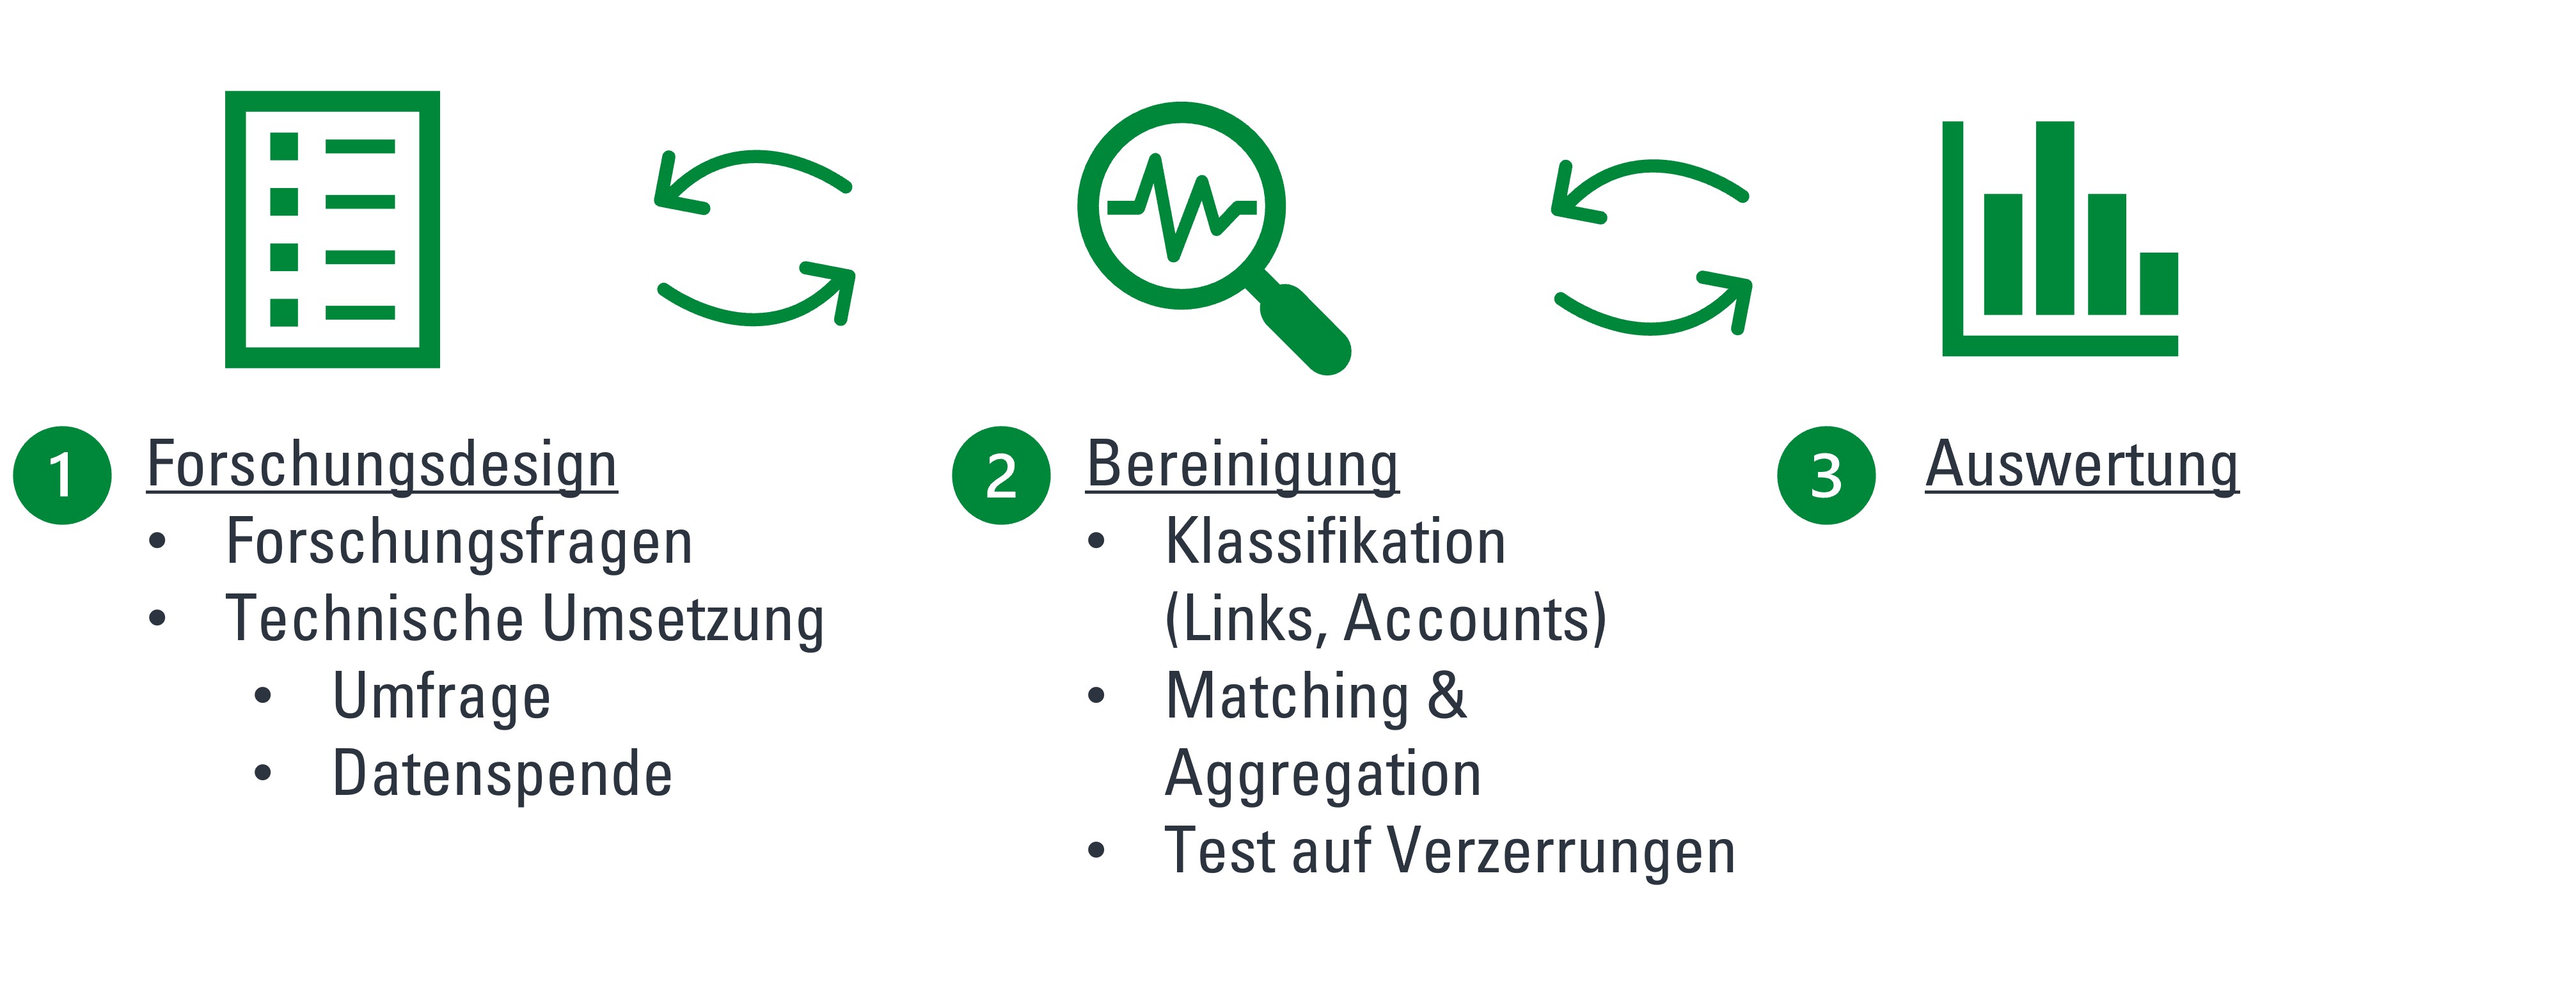 1 Forschungsdesign
• Forschungsfragen
• Technische Umsetzung
• Umfrage
• Datenspende
2 Bereinigung
• Klassifikation
(Links, Accounts)
• Matching &
Aggregation
• Test auf Verzerrungen
3 Auswertung